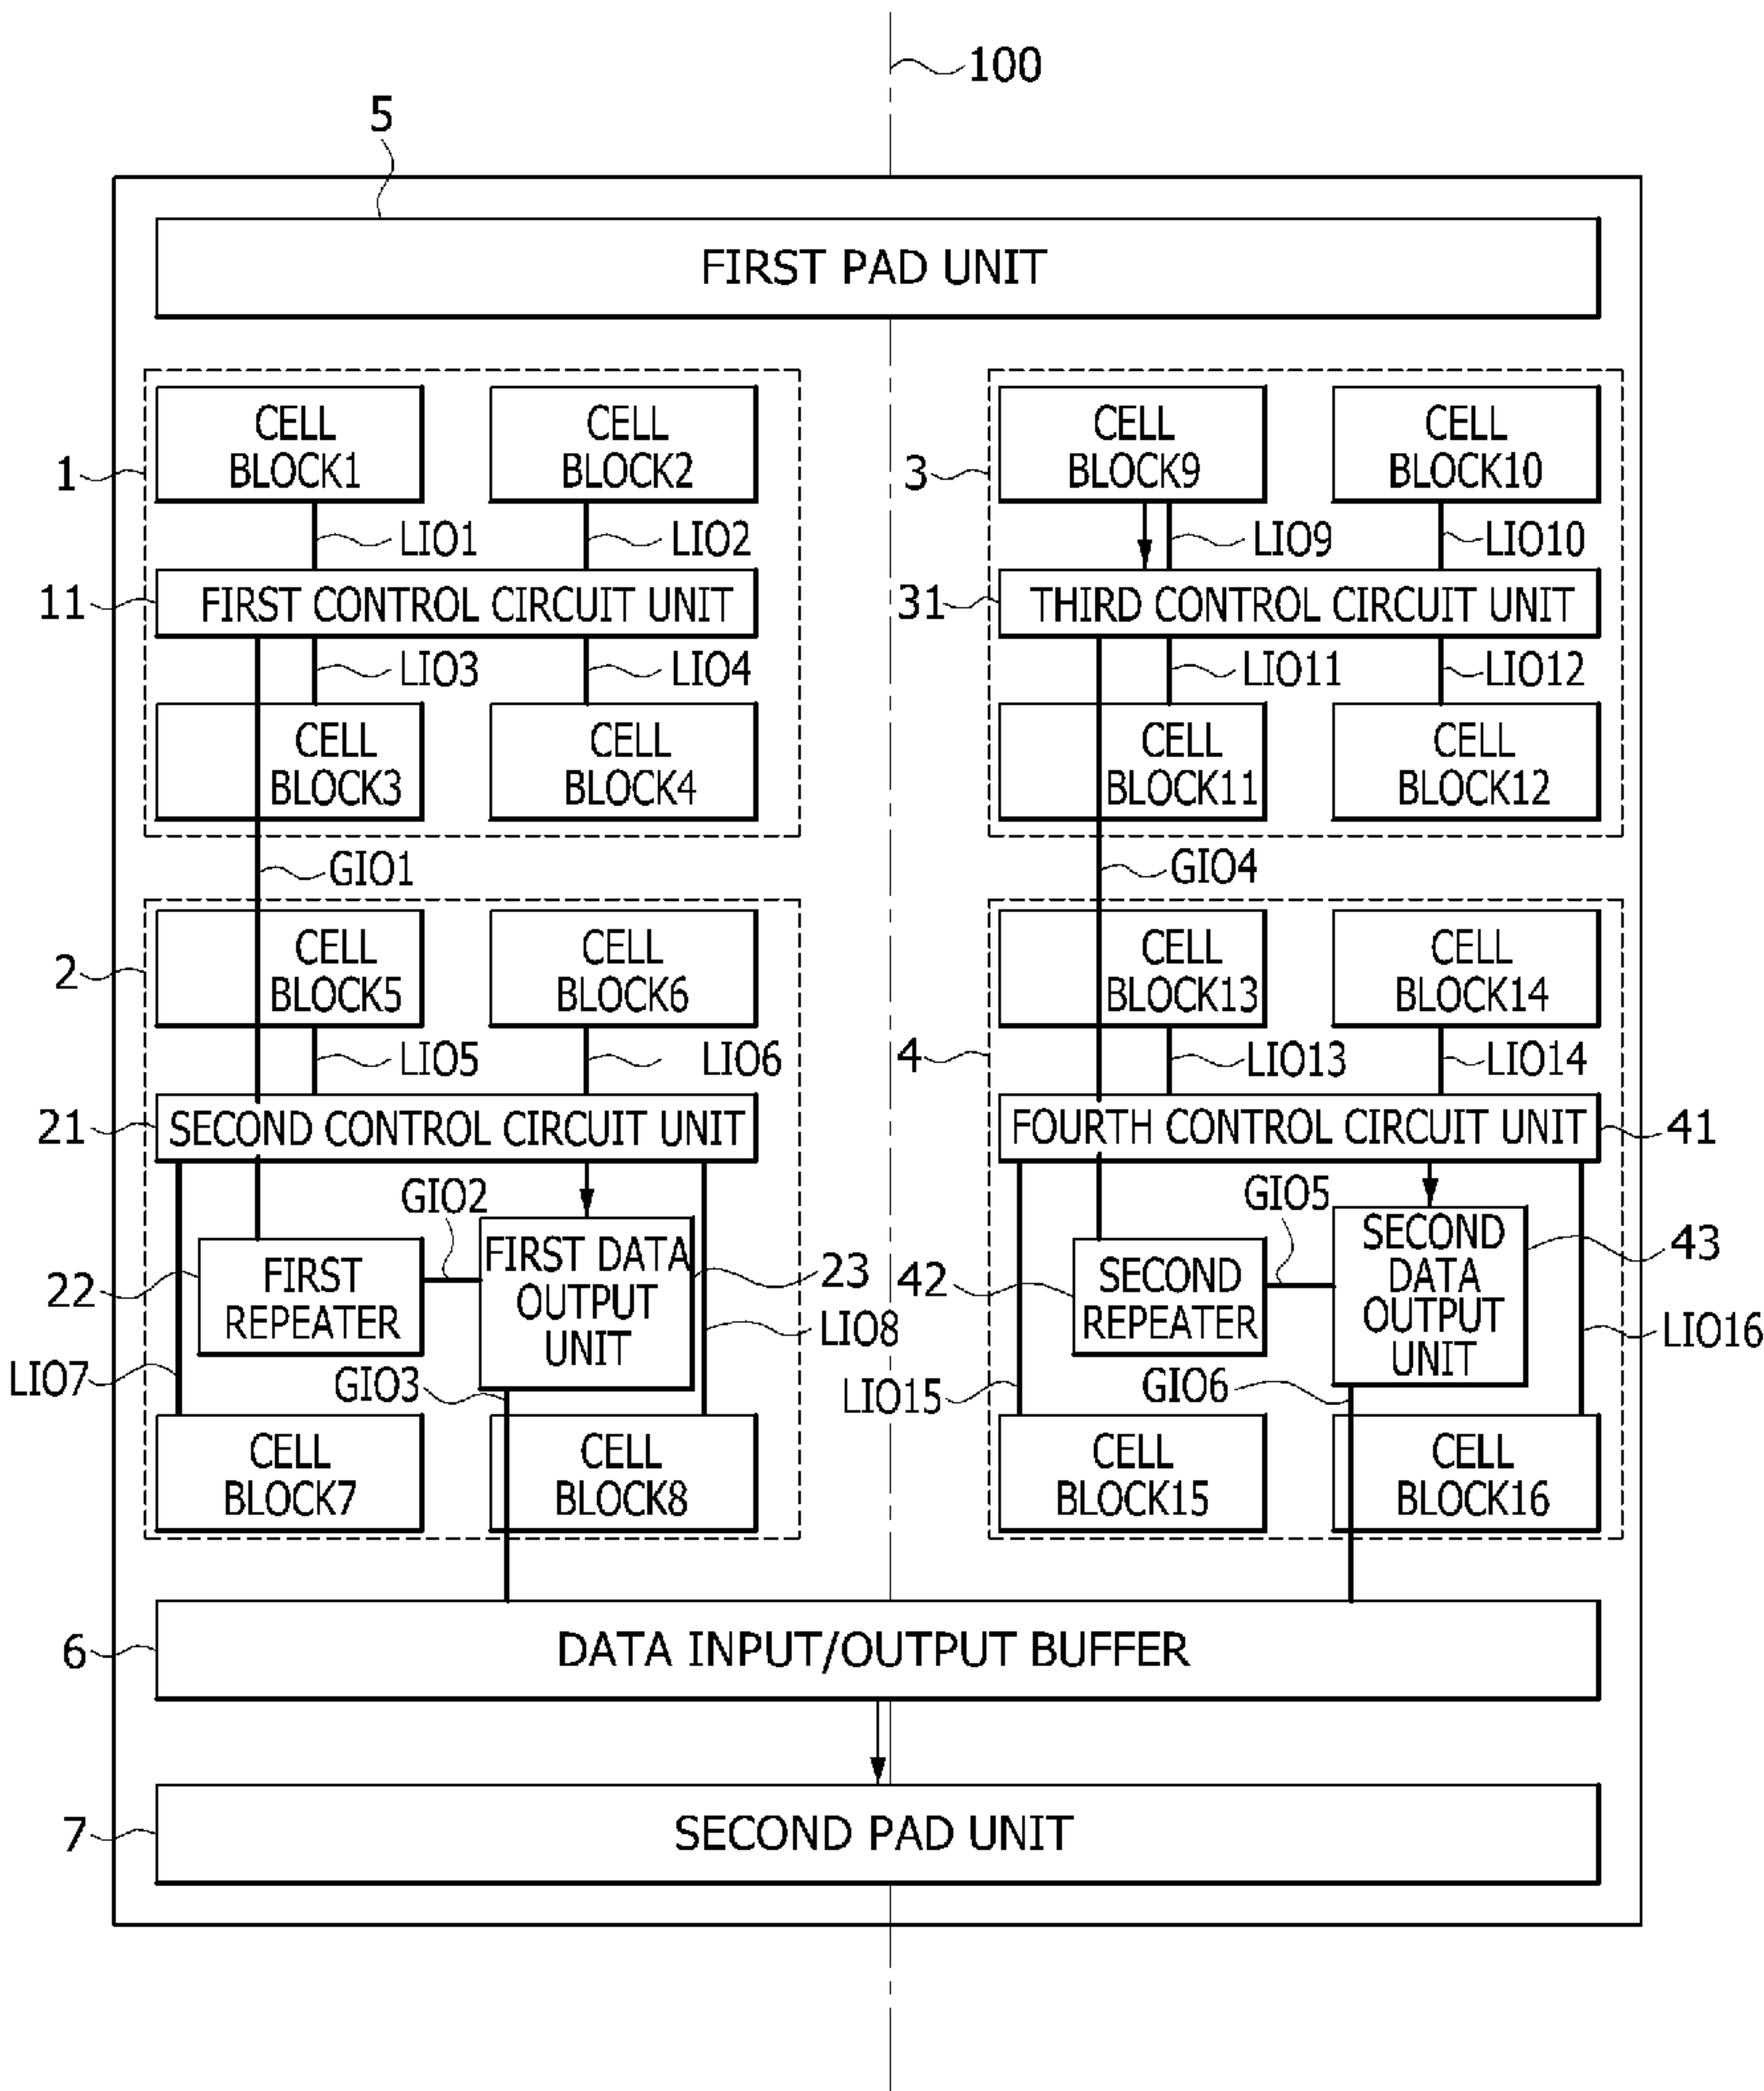 100
5
FIRST PAD UNIT
CELL
BLOCK1
CELL
BLOCK2
CELL
BLOCK9
CELL
BLOCK10
1
3
LIO1
LIO2
LIO9
LIO10
11
FIRST CONTROL CIRCUIT UNIT
31
THIRD CONTROL CIRCUIT UNIT
LIO3
LIO4
LIO11
LIO12
CELL
BLOCK3
CELL
BLOCK4
CELL
BLOCK11
CELL
BLOCK12
GIO1
GIO4
2
CELL
BLOCK5
CELL
BLOCK6
CELL
BLOCK13
CELL
BLOCK14
LIO5
LIO6
4
LIO13
LIO14
21
SECOND CONTROL CIRCUIT UNIT
FOURTH CONTROL CIRCUIT UNIT
41
GIO2
GIO5
22
FIRST
REPEATER
FIRST DATA
OUTPUT
UNIT
23
42
SECOND
REPEATER
SECOND
DATA
OUTPUT
UNIT
43
LIO8
LIO16
LIO7
GIO3
LIO15
GIO6
CELL
BLOCK7
CELL
BLOCK8
CELL
BLOCK15
CELL
BLOCK16
6
DATA INPUT/OUTPUT BUFFER
7
SECOND PAD UNIT